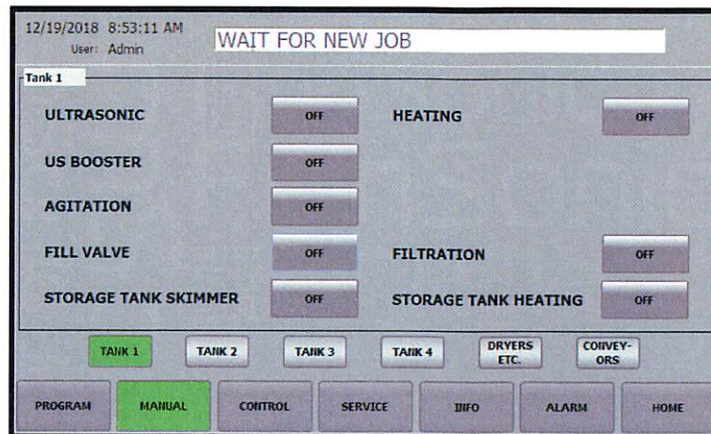 12/19/2018 8:53:11 AM
User: Admin
WAIT FOR NEW JOB
Tank 1
ULTRASONIC OFF HEATING OFF
US BOOSTER OFF
AGITATION OFF
FILL VALVE OFF FILTRATION OFF
STORAGE TANK SKIMMER OFF STORAGE TANK HEATING OFF
TANK 1 TANK 2 TANK 3 TANK 4 DRYERS ETC. CONVEY-ORS
PROGRAM MANUAL CONTROL SERVICE INFO ALARM HOME